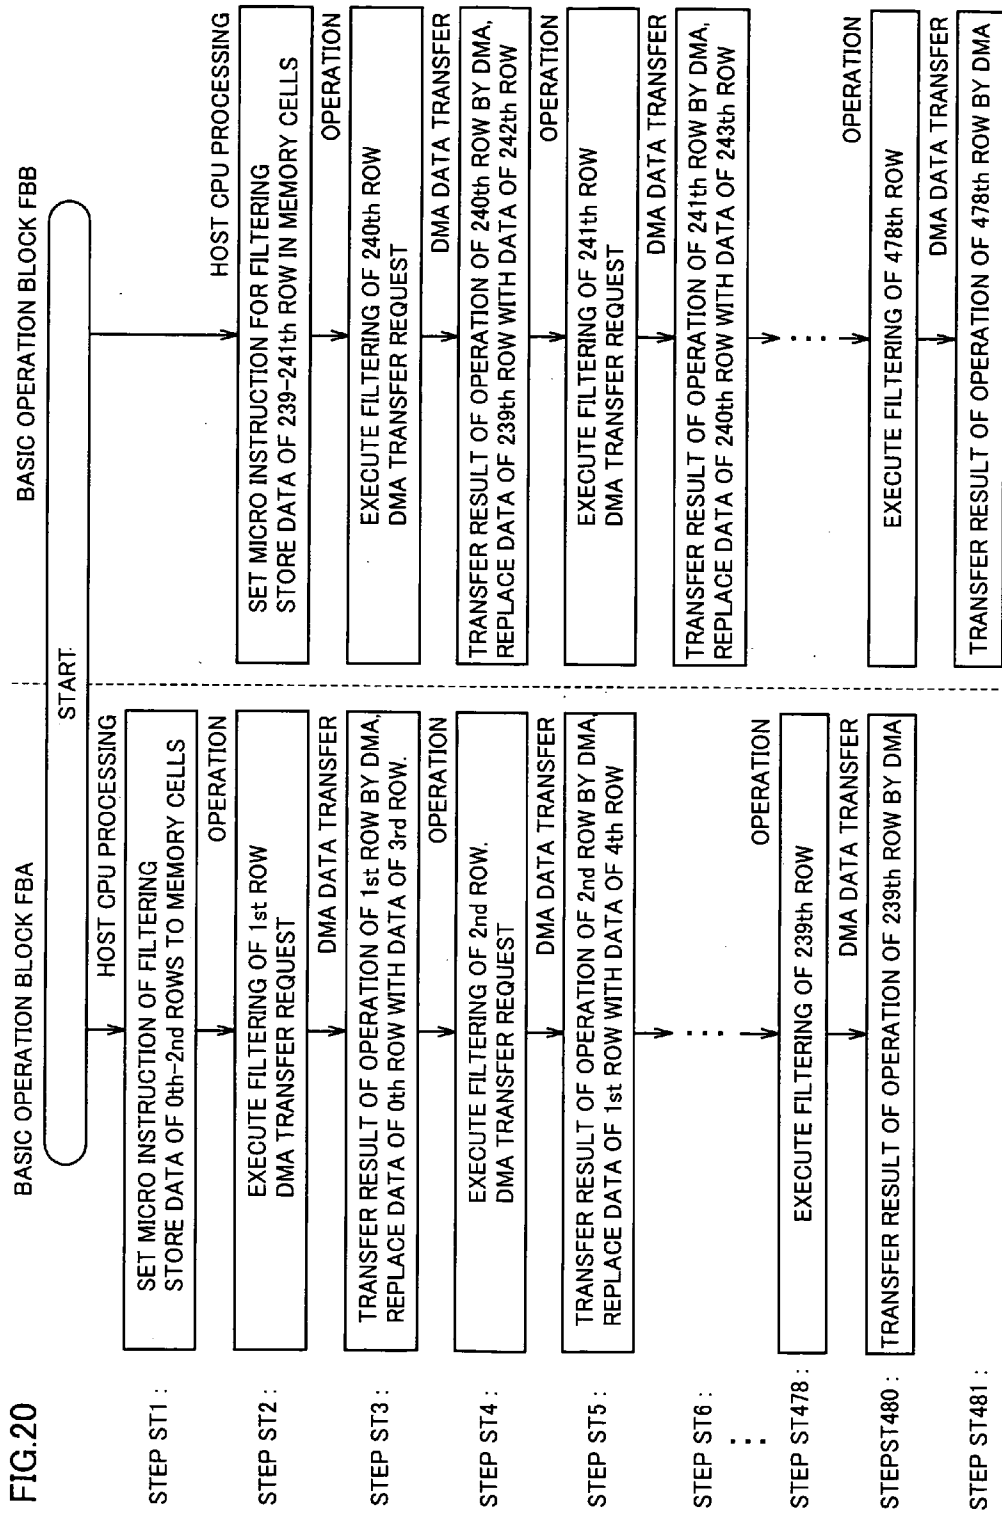 FIG.20
BASIC OPERATION BLOCK FBA
BASIC OPERATION BLOCK FBB
START
STEP ST1 :
HOST CPU PROCESSING
SET MICRO INSTRUCTION OF FILTERING
STORE DATA OF 0th-2nd ROWS TO MEMORY CELLS
STEP ST2 :
OPERATION
EXECUTE FILTERING OF 1st ROW
DMA TRANSFER REQUEST
HOST CPU PROCESSING
SET MICRO INSTRUCTION FOR FILTERING
STORE DATA OF 239-241th ROW IN MEMORY CELLS
STEP ST3 :
DMA DATA TRANSFER
TRANSFER RESULT OF OPERATION OF 1st ROW BY DMA,
REPLACE DATA OF 0th ROW WITH DATA OF 3rd ROW.
OPERATION
EXECUTE FILTERING OF 240th ROW
DMA TRANSFER REQUEST
STEP ST4 :
OPERATION
EXECUTE FILTERING OF 2nd ROW.
DMA TRANSFER REQUEST
DMA DATA TRANSFER
TRANSFER RESULT OF OPERATION OF 240th ROW BY DMA,
REPLACE DATA OF 239th ROW WITH DATA OF 242th ROW
STEP ST5 :
DMA DATA TRANSFER
TRANSFER RESULT OF OPERATION OF 2nd ROW BY DMA,
REPLACE DATA OF 1st ROW WITH DATA OF 4th ROW
OPERATION
EXECUTE FILTERING OF 241th ROW
DMA TRANSFER REQUEST
STEP ST6 :
...
DMA DATA TRANSFER
TRANSFER RESULT OF OPERATION OF 241th ROW BY DMA,
REPLACE DATA OF 240th ROW WITH DATA OF 243th ROW
...
...
STEP ST478 :
OPERATION
EXECUTE FILTERING OF 239th ROW
STEPST480 :
DMA DATA TRANSFER
TRANSFER RESULT OF OPERATION OF 239th ROW BY DMA
OPERATION
EXECUTE FILTERING OF 478th ROW
STEP ST481 :
DMA DATA TRANSFER
TRANSFER RESULT OF OPERATION OF 478th ROW BY DMA